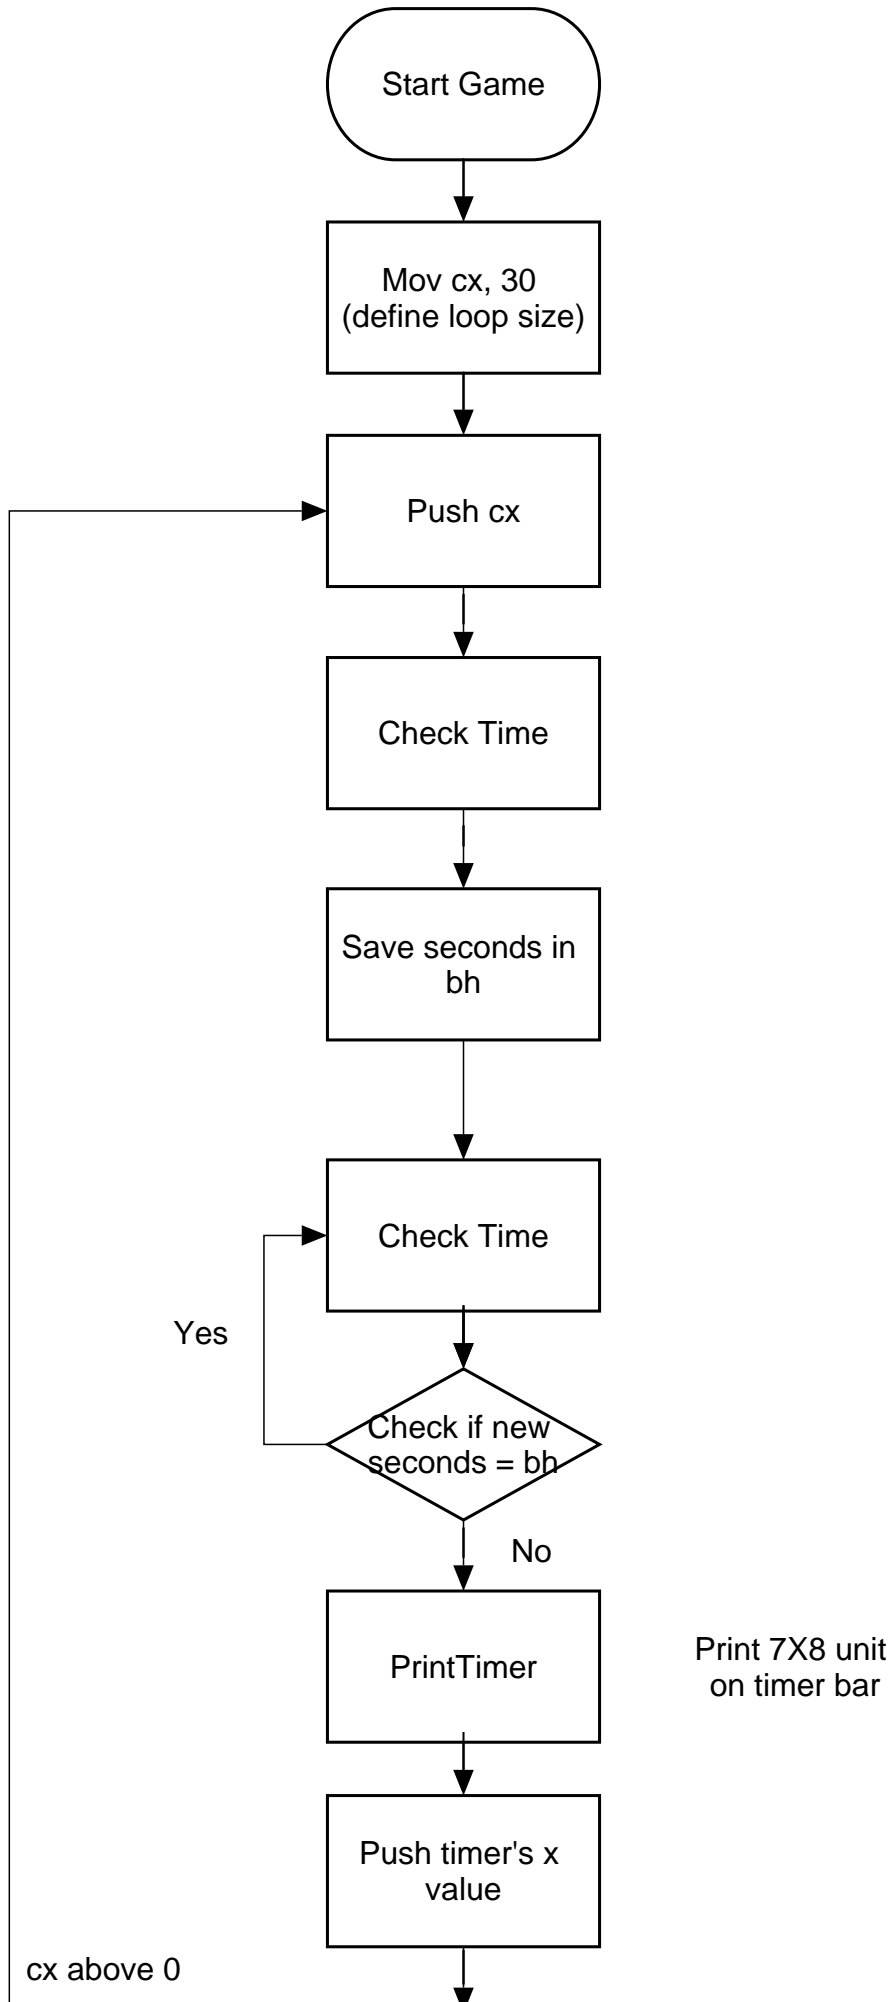 Start Game
Mov cx, 30
(define loop size)
Push cx
Check Time
Save seconds in
bh
Check Time
Yes
Check if new
seconds = bh
No
PrintTimer
Print 7X8 unit
on timer bar
Push timer's x
value
cx above 0